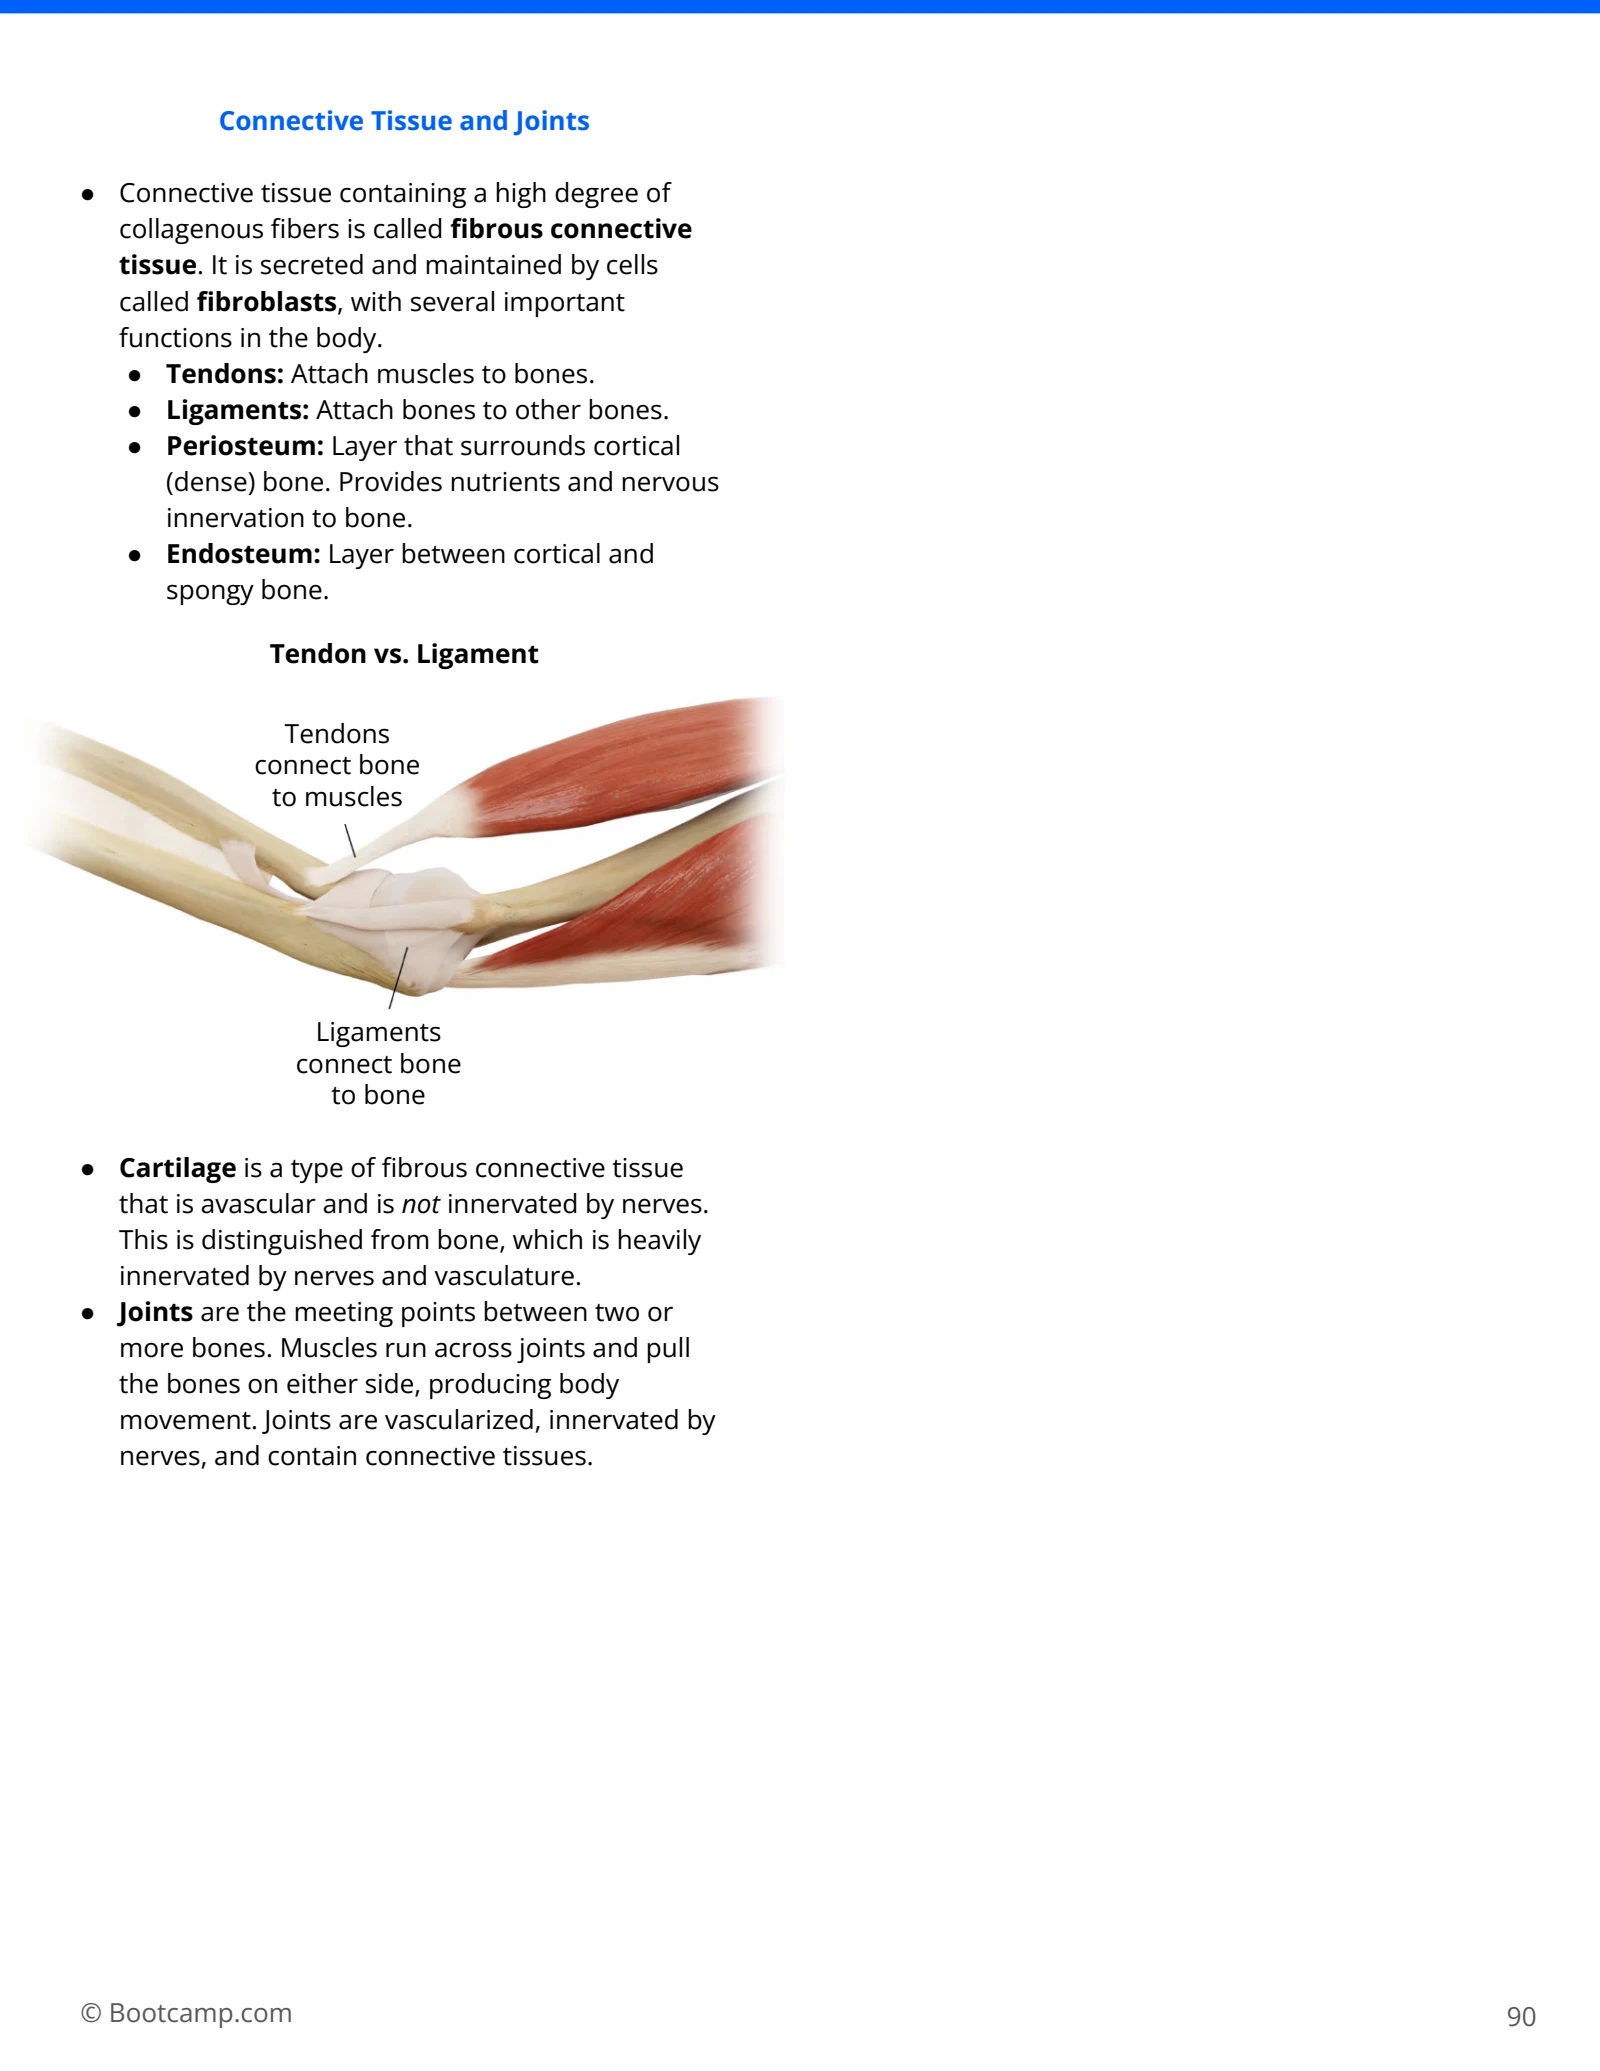 Connective Tissue and Joints
● Connective tissue containing a high degree of
collagenous fibers is called fibrous connective
tissue. It is secreted and maintained by cells
called fibroblasts, with several important
functions in the body.
● Tendons: Attach muscles to bones.
● Ligaments: Attach bones to other bones.
● Periosteum: Layer that surrounds cortical
(dense) bone. Provides nutrients and nervous
innervation to bone.
● Endosteum: Layer between cortical and
spongy bone.
Tendon vs. Ligament
Tendons
connect bone
to muscles
Ligaments
connect bone
to bone
● Cartilage is a type of fibrous connective tissue
that is avascular and is not innervated by nerves.
This is distinguished from bone, which is heavily
innervated by nerves and vasculature.
● Joints are the meeting points between two or
more bones. Muscles run across joints and pull
the bones on either side, producing body
movement. Joints are vascularized, innervated by
nerves, and contain connective tissues.
© Bootcamp.com
90